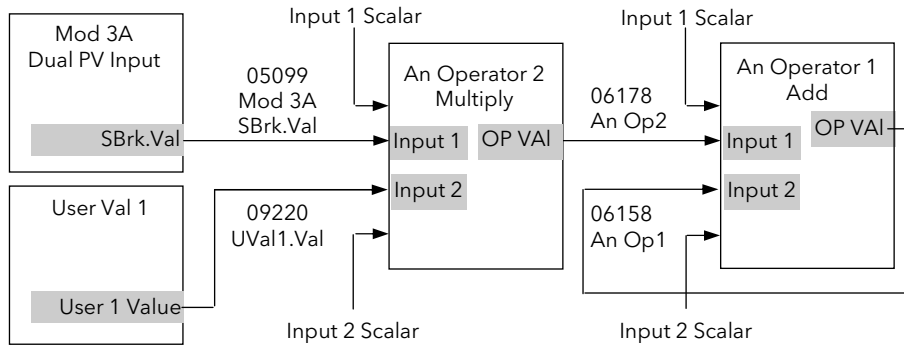 Mod 3A
Dual PV Input
SBrk.Val
User Val 1
User 1 Value
05099
Mod 3A
SBrk.Val
09220
UVal1.Val
Input 1 Scalar
An Operator 2
Multiply
Input 1
OP VAl
Input 2
Input 2 Scalar
06178
An Op2
06158
An Op1
Input 1 Scalar
An Operator 1
Add
Input 1
OP VAl
Input 2
Input 2 Scalar